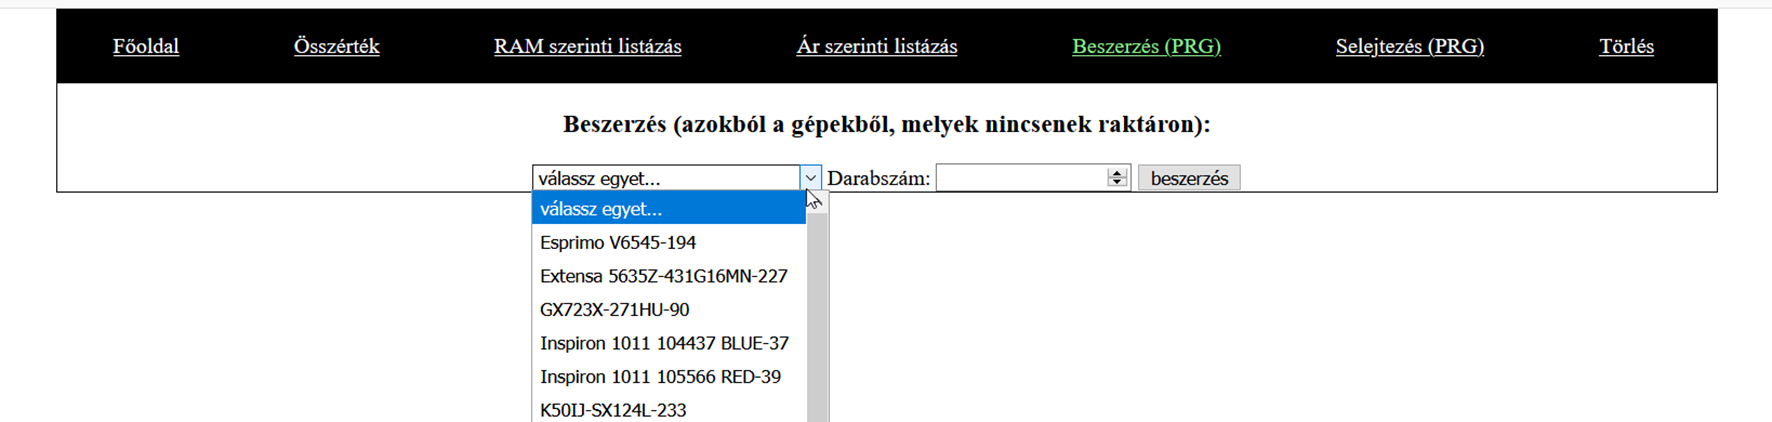 Főoldal Összérték RAM szerinti listázás Ár szerinti listázás Beszerzés (PRG) Selejtezés (PRG) Törlés
Beszerzés (azokból a gépekből, melyek nincsenek raktáron):
válassz egyet... Darabszám: beszerzés
válassz egyet...
Esprimo V6545-194
Extensa 5635Z-431G16MN-227
GX723X-271HU-90
Inspiron 1011 104437 BLUE-37
Inspiron 1011 105566 RED-39
K50IJ-SX124L-233